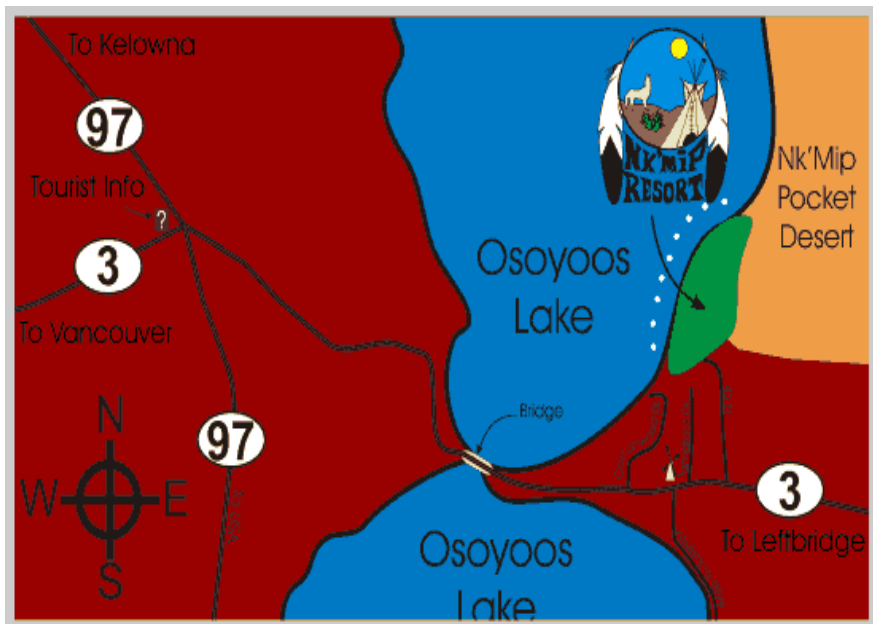 To Kelowna
97
Tourist Info
?
3
To Vancouver
NK'MIP
RESORT
Nk'Mip
Pocket
Desert
Osoyoos
Lake
Bridge
N
W
E
S
97
3
To Leftbridge
Osoyoos
Lake